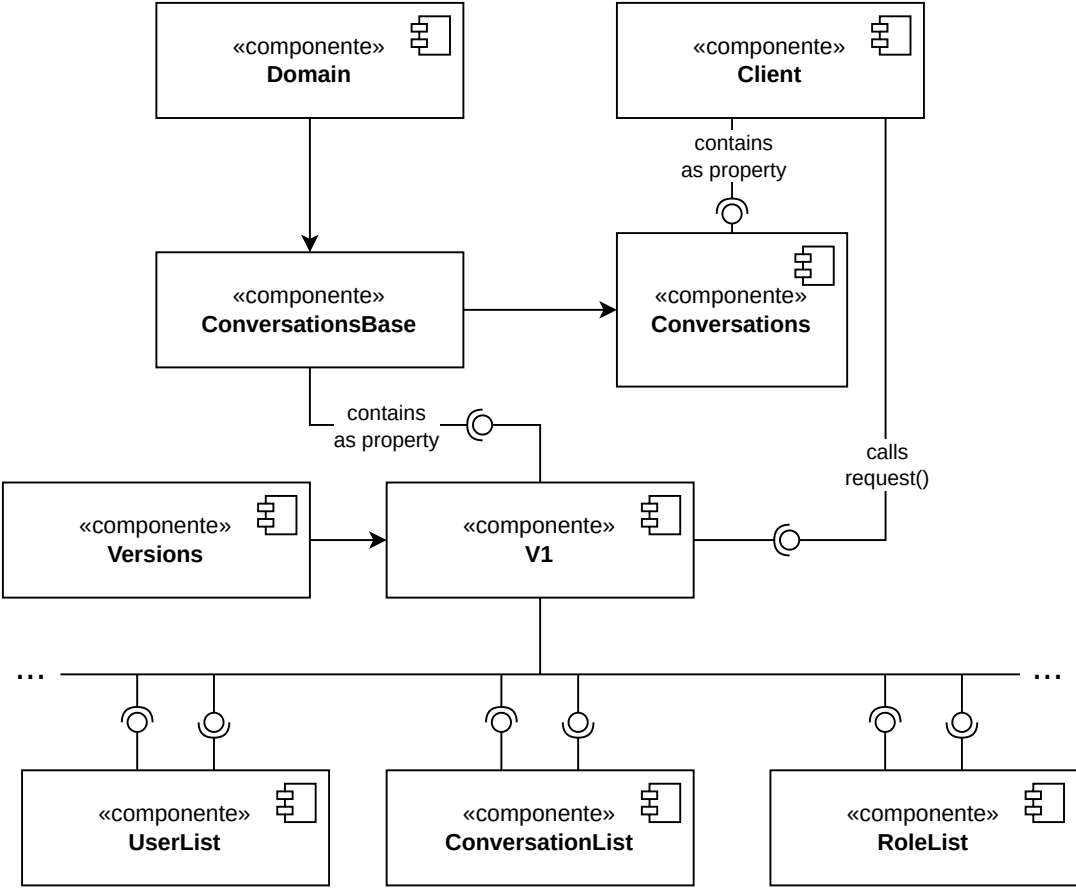 «componente»
Domain
«componente»
Client
contains
as property
«componente»
ConversationsBase
«componente»
Conversations
contains
as property
calls
request()
«componente»
Versions
«componente»
V1
...
...
«componente»
UserList
«componente»
ConversationList
«componente»
RoleList